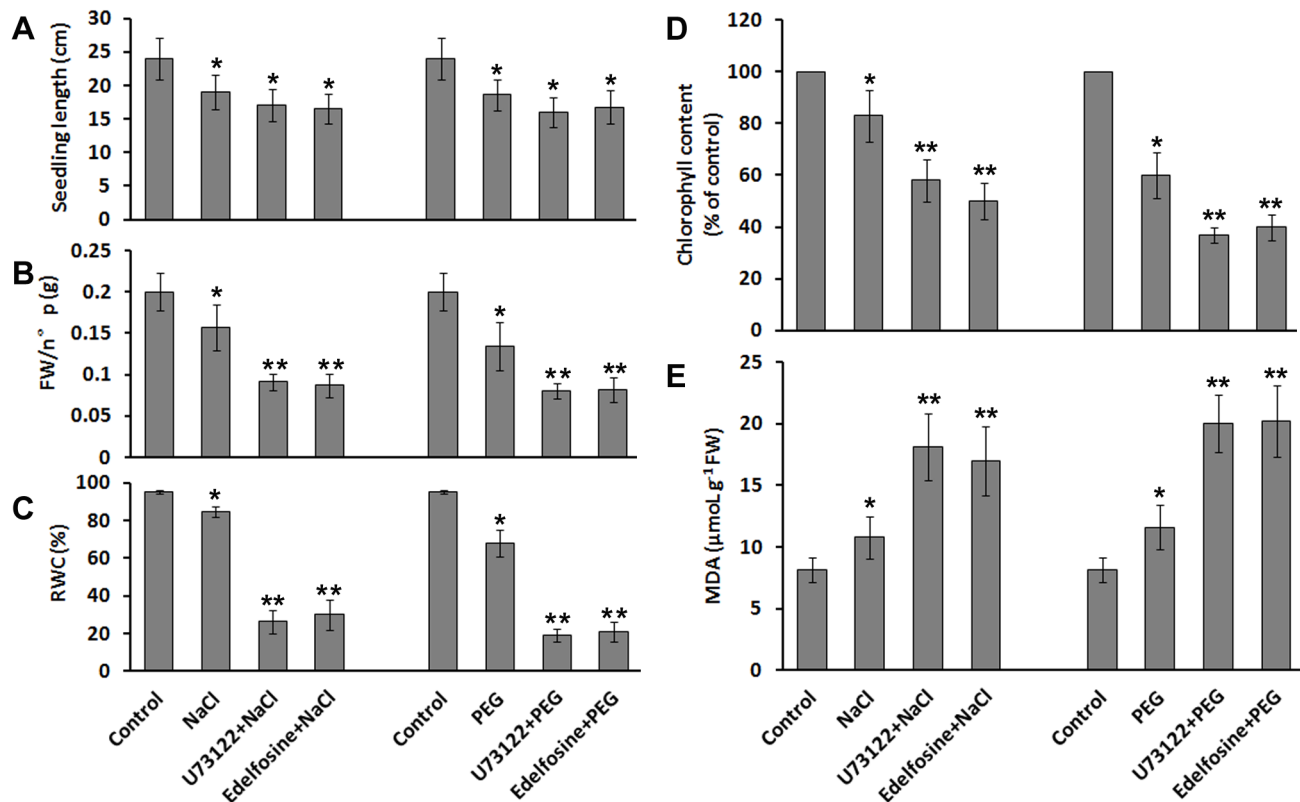 A
Seedling length (cm)
30
25
20
15
10
5
0
*
*
*
*
*
*
B
FW/n° p (g)
0.25
0.2
0.15
0.1
0.05
0
*
**
**
*
**
**
C
RWC (%)
100
80
60
40
20
0
*
**
**
*
**
**
Control
NaCl
U73122+NaCl
Edelfosine+NaCl
Control
PEG
U73122+PEG
Edelfosine+PEG
D
Chlorophyll content
(% of control)
120
100
80
60
40
20
0
*
**
**
*
**
**
E
MDA (µmoL g⁻¹ FW)
25
20
15
10
5
0
*
**
**
*
**
**
Control
NaCl
U73122+NaCl
Edelfosine+NaCl
Control
PEG
U73122+PEG
Edelfosine+PEG